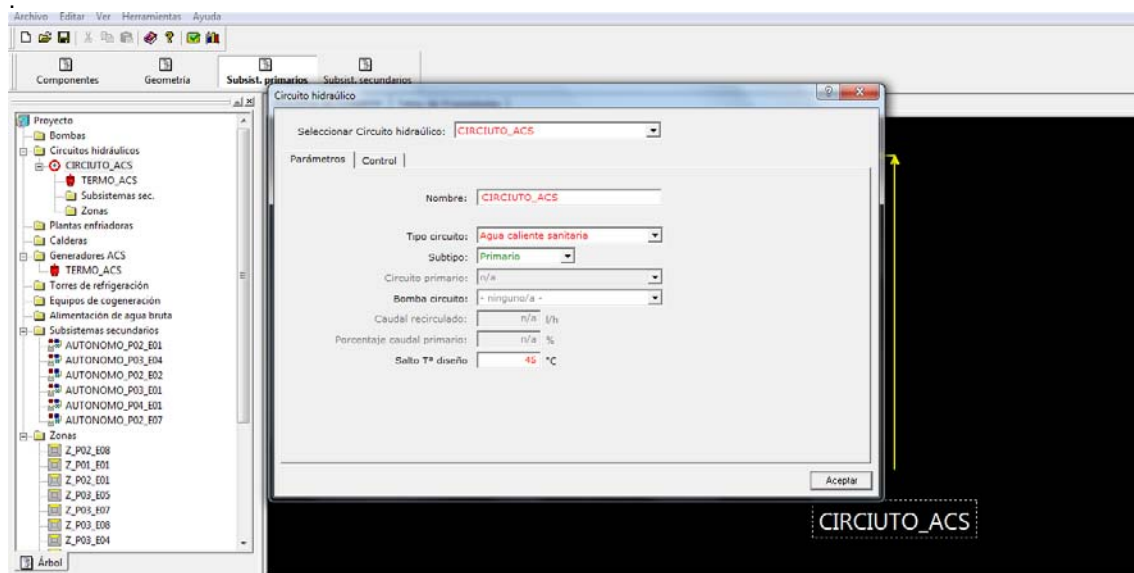 .
Archivo Editar Ver Herramientas Ayuda
Componentes Geometría Subsist. primarios Subsist. secundarios
Circuito hidraúlico
Proyecto
Bombas
Circuitos hidráulicos
CIRCIUTO_ACS
TERMO_ACS
Subsistemas sec.
Zonas
Plantas enfriadoras
Calderas
Generadores ACS
TERMO_ACS
Torres de refrigeración
Equipos de cogeneración
Alimentación de agua bruta
Subsistemas secundarios
AUTONOMO_P02_E01
AUTONOMO_P03_E04
AUTONOMO_P02_E02
AUTONOMO_P03_E01
AUTONOMO_P04_E01
AUTONOMO_P02_E07
Zonas
Z_P02_E08
Z_P01_E01
Z_P02_E01
Z_P03_E05
Z_P03_E07
Z_P03_E08
Z_P03_E04
Árbol
Seleccionar Circuito hidraúlico: CIRCIUTO_ACS
Parámetros Control
Nombre: CIRCIUTO_ACS
Tipo circuito: Agua caliente sanitaria
Subtipo: Primario
Circuito primario: n/a
Bomba circuito: - ninguno/a -
Caudal recirculado: n/a l/h
Porcentaje caudal primario: n/a %
Salto Tª diseño 45 °C
Aceptar
CIRCIUTO_ACS